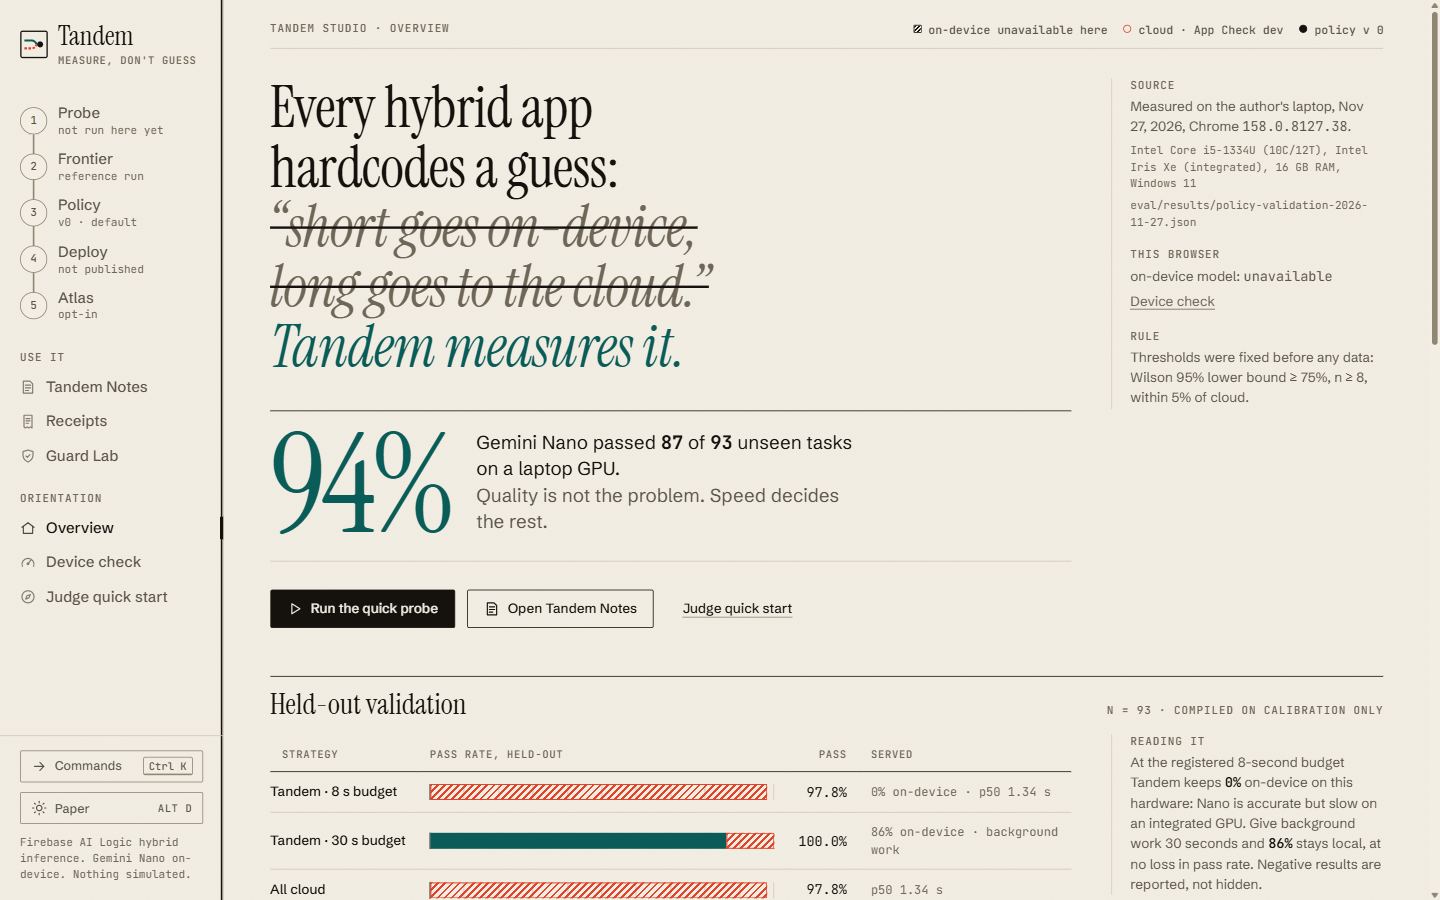 Tandem
MEASURE, DON'T GUESS
1
Probe
not run here yet
2
Frontier
reference run
3
Policy
v0 · default
4
Deploy
not published
5
Atlas
opt-in
USE IT
Tandem Notes
Receipts
Guard Lab
ORIENTATION
Overview
Device check
Judge quick start
Commands
Ctrl K
Paper
ALT D
Firebase AI Logic hybrid
inference. Gemini Nano on-
device. Nothing simulated.
TANDEM STUDIO · OVERVIEW
on-device unavailable here
cloud · App Check dev
policy v 0
Every hybrid app
hardcodes a guess:
“short goes on-device,
long goes to the cloud.”
Tandem measures it.
94%
Gemini Nano passed 87 of 93 unseen tasks
on a laptop GPU.
Quality is not the problem. Speed decides
the rest.
Run the quick probe
Open Tandem Notes
Judge quick start
SOURCE
Measured on the author's laptop, Nov
27, 2026, Chrome 158.0.8127.38.
Intel Core i5-1334U (10C/12T), Intel
Iris Xe (integrated), 16 GB RAM,
Windows 11
eval/results/policy-validation-2026-
11-27.json
THIS BROWSER
on-device model: unavailable
Device check
RULE
Thresholds were fixed before any data:
Wilson 95% lower bound ≥ 75%, n ≥ 8,
within 5% of cloud.
Held-out validation
N = 93 · COMPILED ON CALIBRATION ONLY
STRATEGY
PASS RATE, HELD-OUT
PASS
SERVED
Tandem · 8 s budget
97.8%
0% on-device · p50 1.34 s
Tandem · 30 s budget
100.0%
86% on-device · background
work
All cloud
97.8%
p50 1.34 s
READING IT
At the registered 8-second budget
Tandem keeps 0% on-device on this
hardware: Nano is accurate but slow on
an integrated GPU. Give background
work 30 seconds and 86% stays local, at
no loss in pass rate. Negative results are
reported, not hidden.